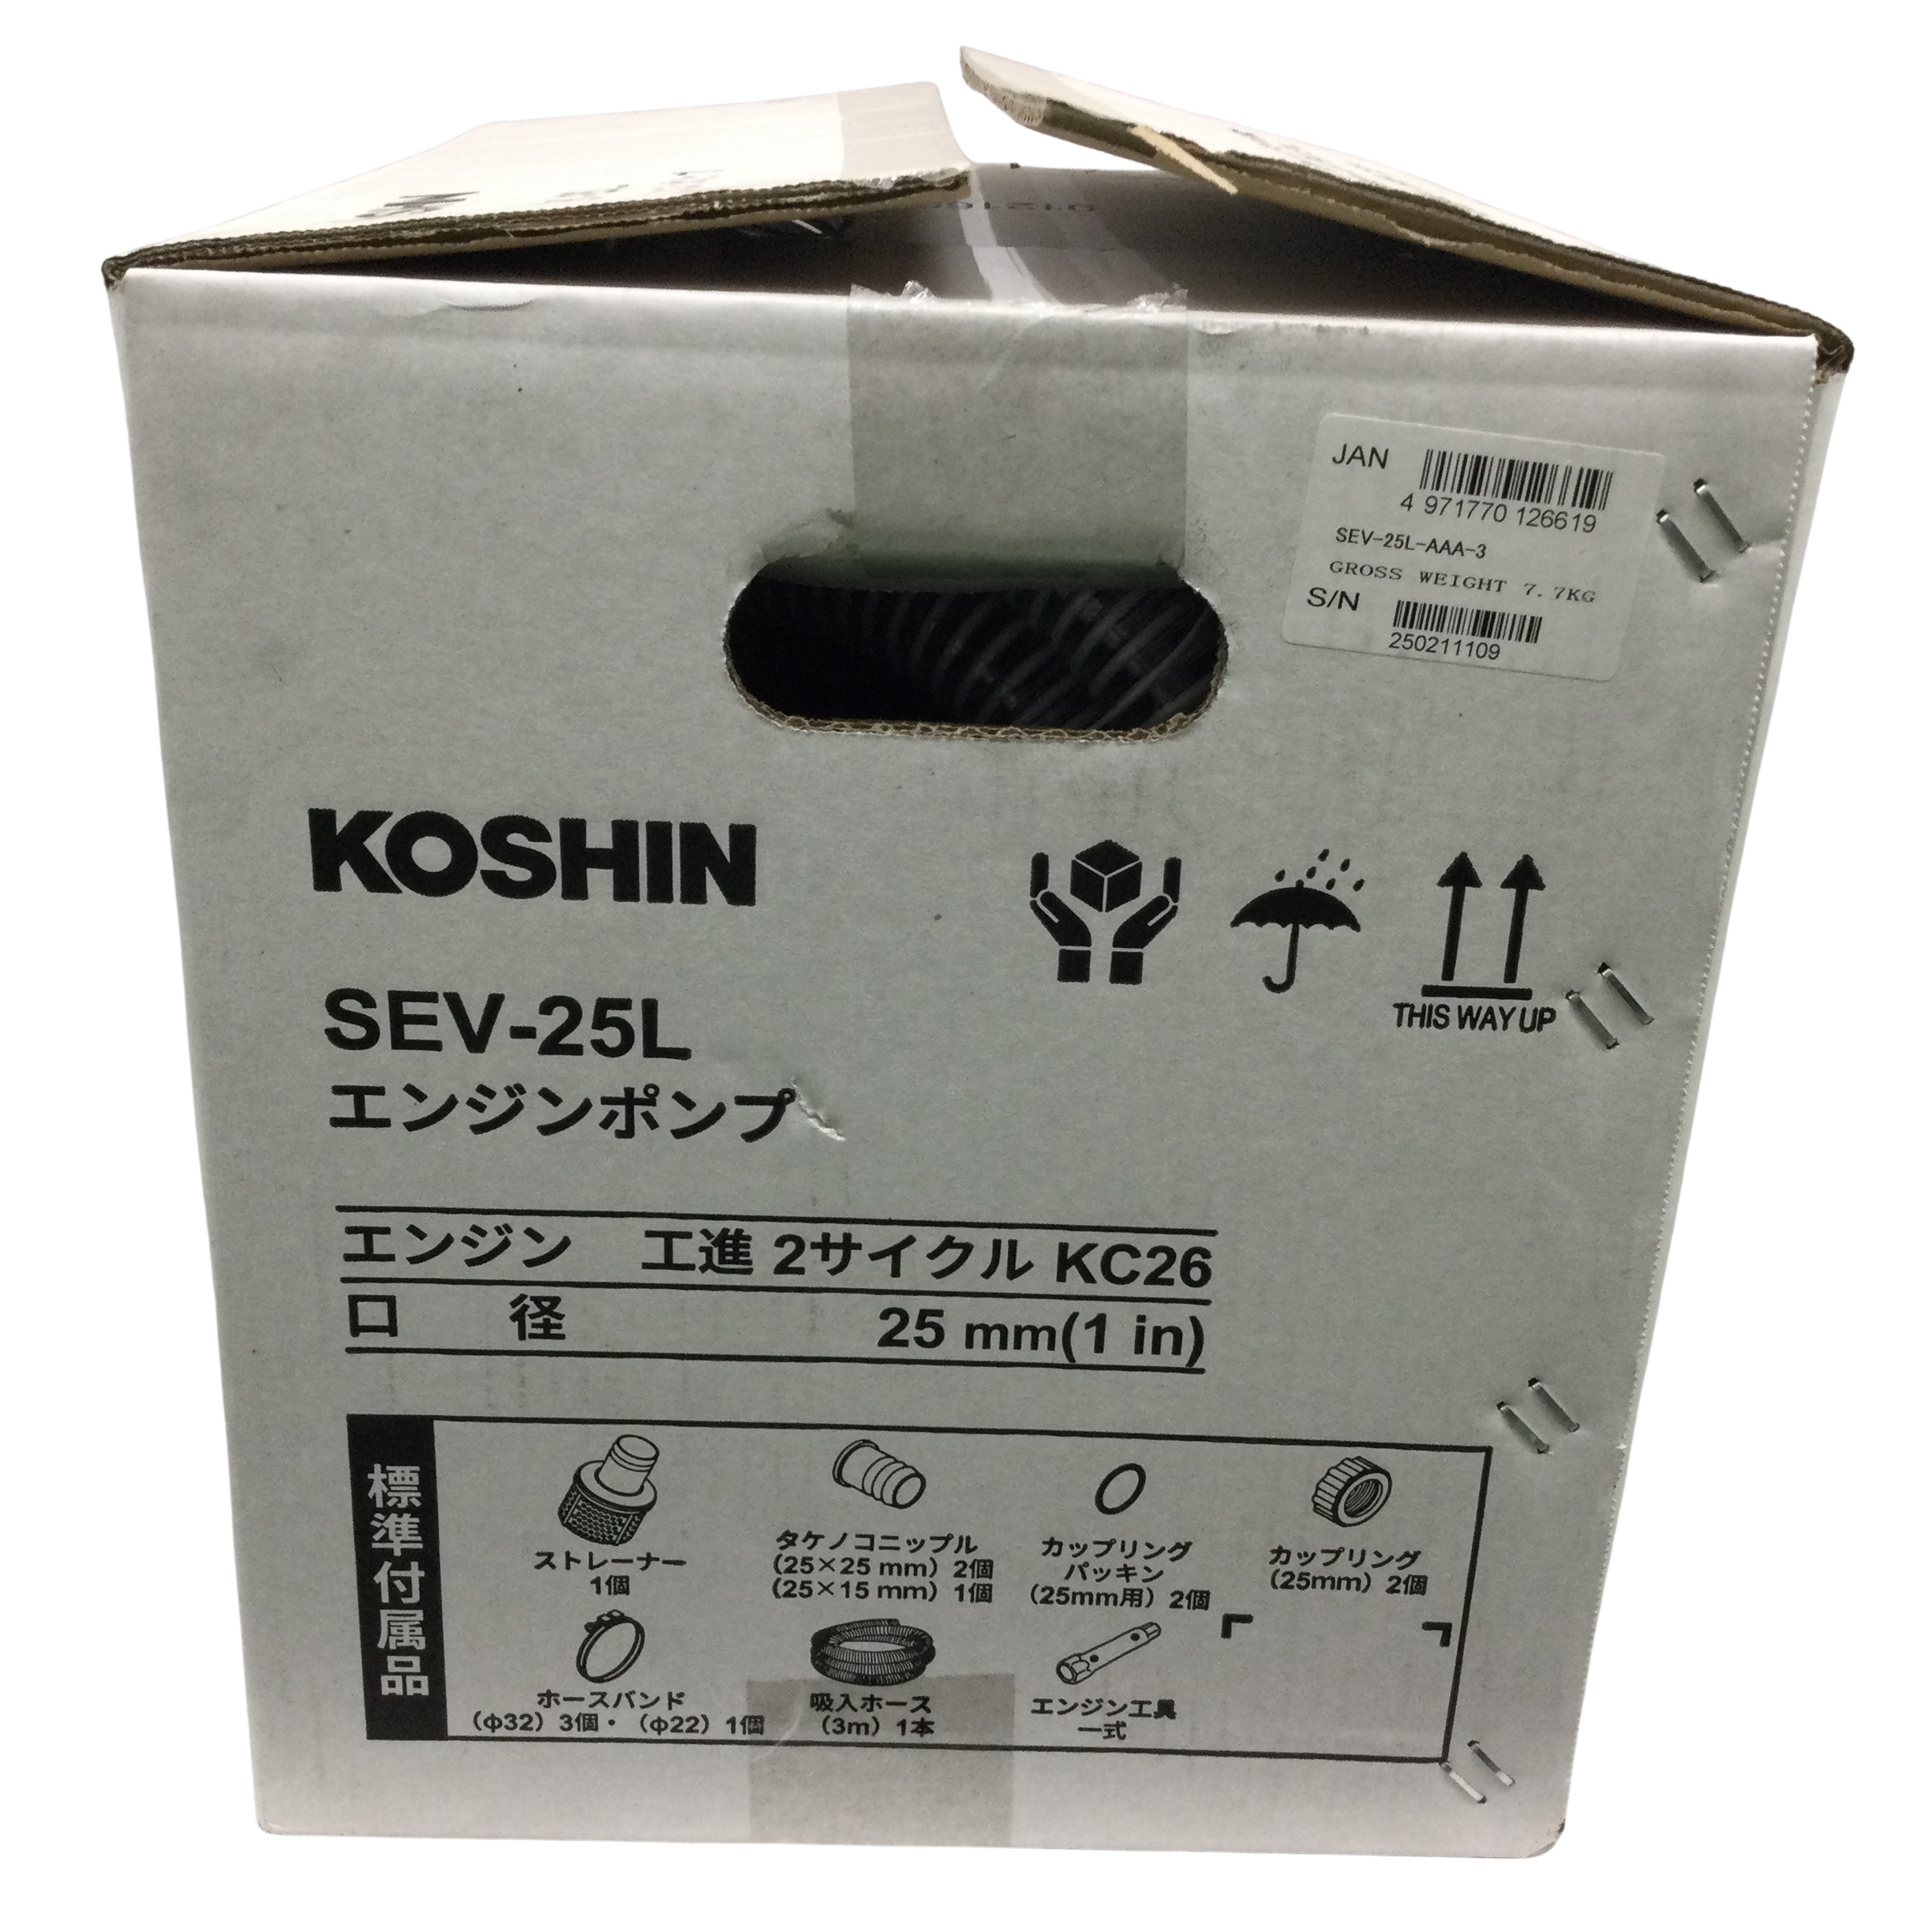 JAN
4 971770 126619
SEV-25L-AAA-3
GROSS WEIGHT 7.7KG
S/N
250211109
KOSHIN
THIS WAY UP
SEV-25L
エンジンポンプ
エンジン 工進 2サイクル KC26
口 径 25 mm(1 in)
標準付属品
ストレーナー
1個
タケノコニップル
(25×25 mm) 2個
(25×15 mm) 1個
カップリング
パッキン
(25mm用) 2個
カップリング
(25mm) 2個
ホースバンド
(φ32) 3個・(φ22) 1個
吸入ホース
(3m) 1本
エンジン工具
一式